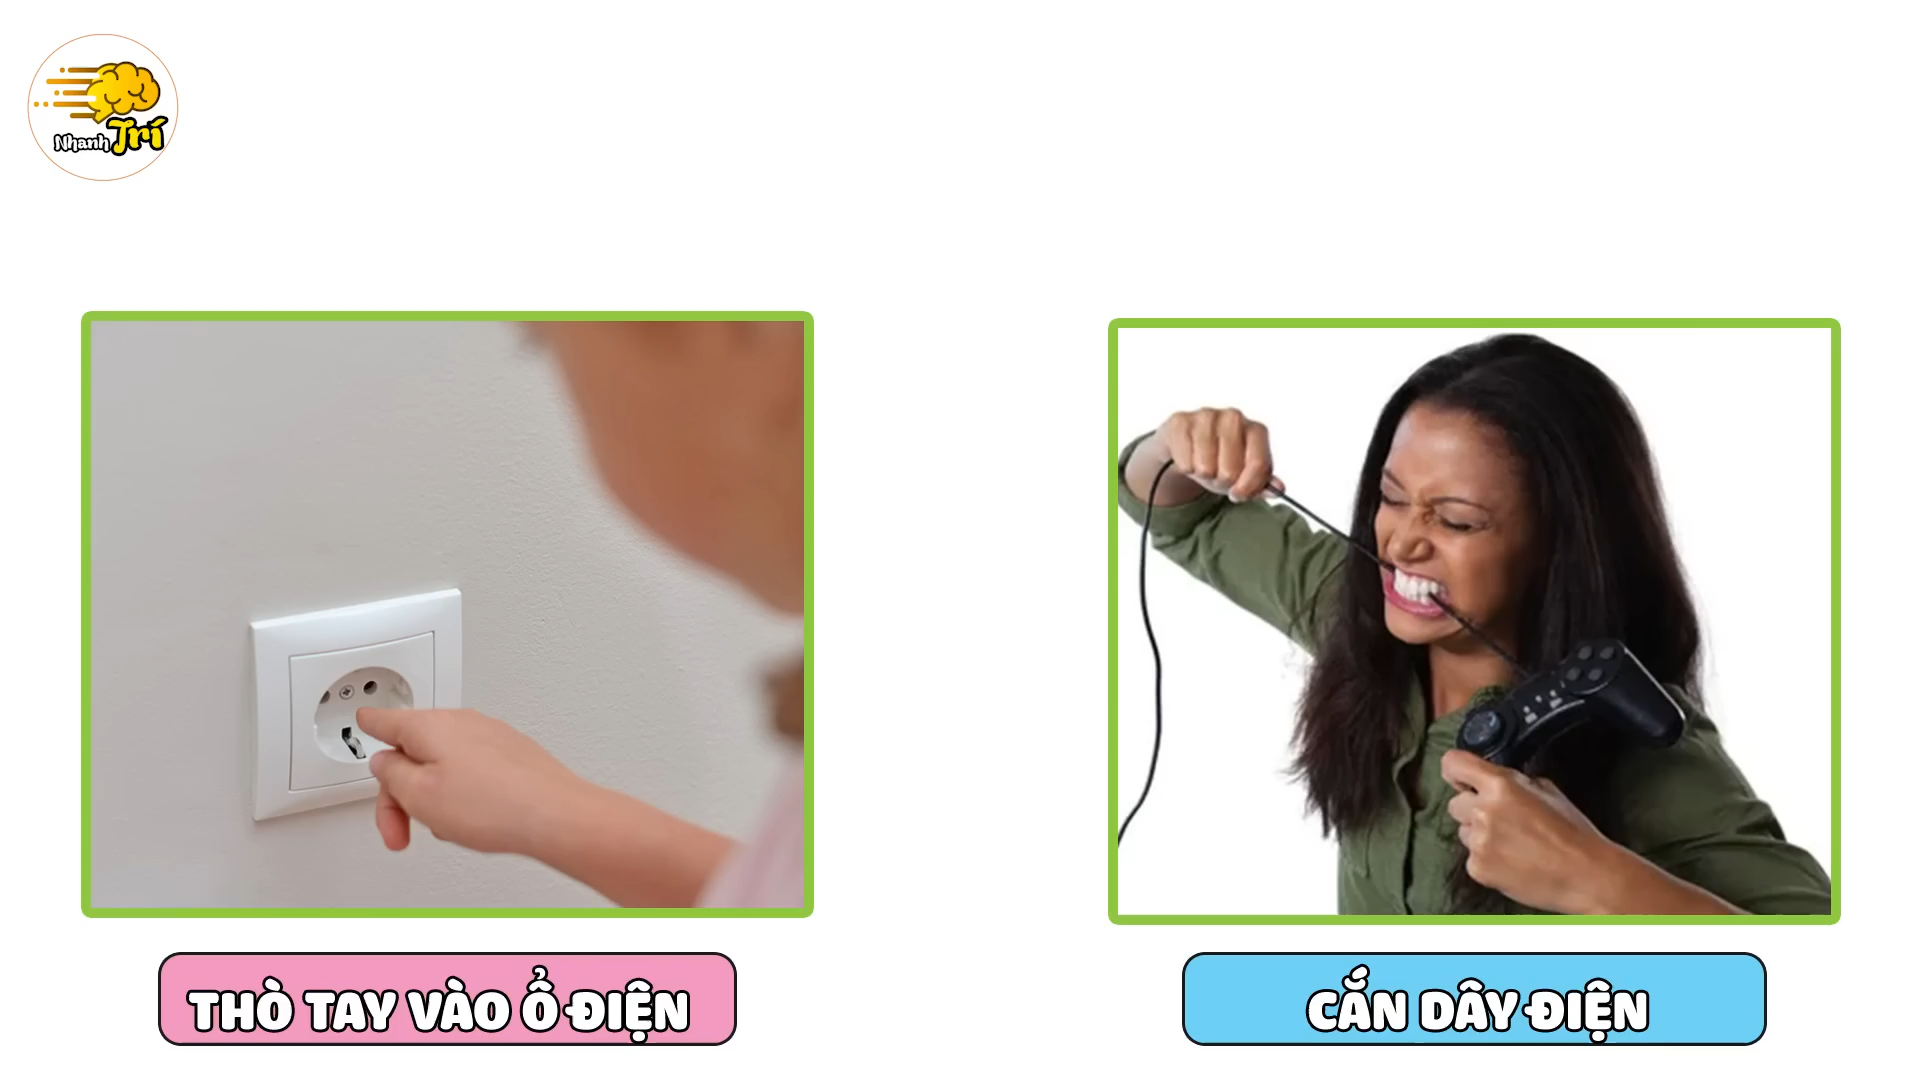 Nhanh Trí
THÒ TAY VÀO Ổ ĐIỆN
CẮN DÂY ĐIỆN